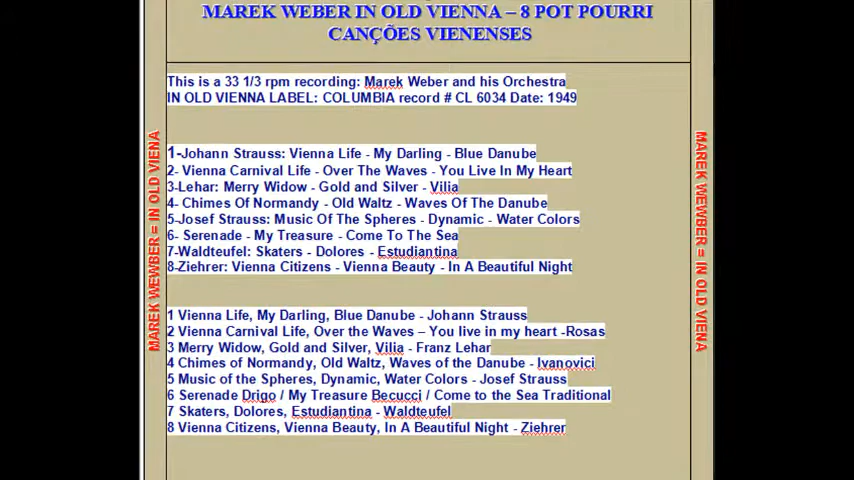 MAREK WEBER IN OLD VIENNA – 8 POT POURRI
CANÇÕES VIENENSES
This is a 33 1/3 rpm recording: Marek Weber and his Orchestra
IN OLD VIENNA LABEL: COLUMBIA record # CL 6034 Date: 1949
1-Johann Strauss: Vienna Life - My Darling - Blue Danube
2- Vienna Carnival Life - Over The Waves - You Live In My Heart
3-Lehar: Merry Widow - Gold and Silver - Vilia
4- Chimes Of Normandy - Old Waltz - Waves Of The Danube
5-Josef Strauss: Music Of The Spheres - Dynamic - Water Colors
6- Serenade - My Treasure - Come To The Sea
7-Waldteufel: Skaters - Dolores - Estudiantina
8-Ziehrer: Vienna Citizens - Vienna Beauty - In A Beautiful Night
1 Vienna Life, My Darling, Blue Danube - Johann Strauss
2 Vienna Carnival Life, Over the Waves – You live in my heart -Rosas
3 Merry Widow, Gold and Silver, Vilia - Franz Lehar
4 Chimes of Normandy, Old Waltz, Waves of the Danube - Ivanovici
5 Music of the Spheres, Dynamic, Water Colors - Josef Strauss
6 Serenade Drigo / My Treasure Becucci / Come to the Sea Traditional
7 Skaters, Dolores, Estudiantina - Waldteufel
8 Vienna Citizens, Vienna Beauty, In A Beautiful Night - Ziehrer
MAREK WEWBER = IN OLD VIENA
MAREK WEWBER = IN OLD VIENA